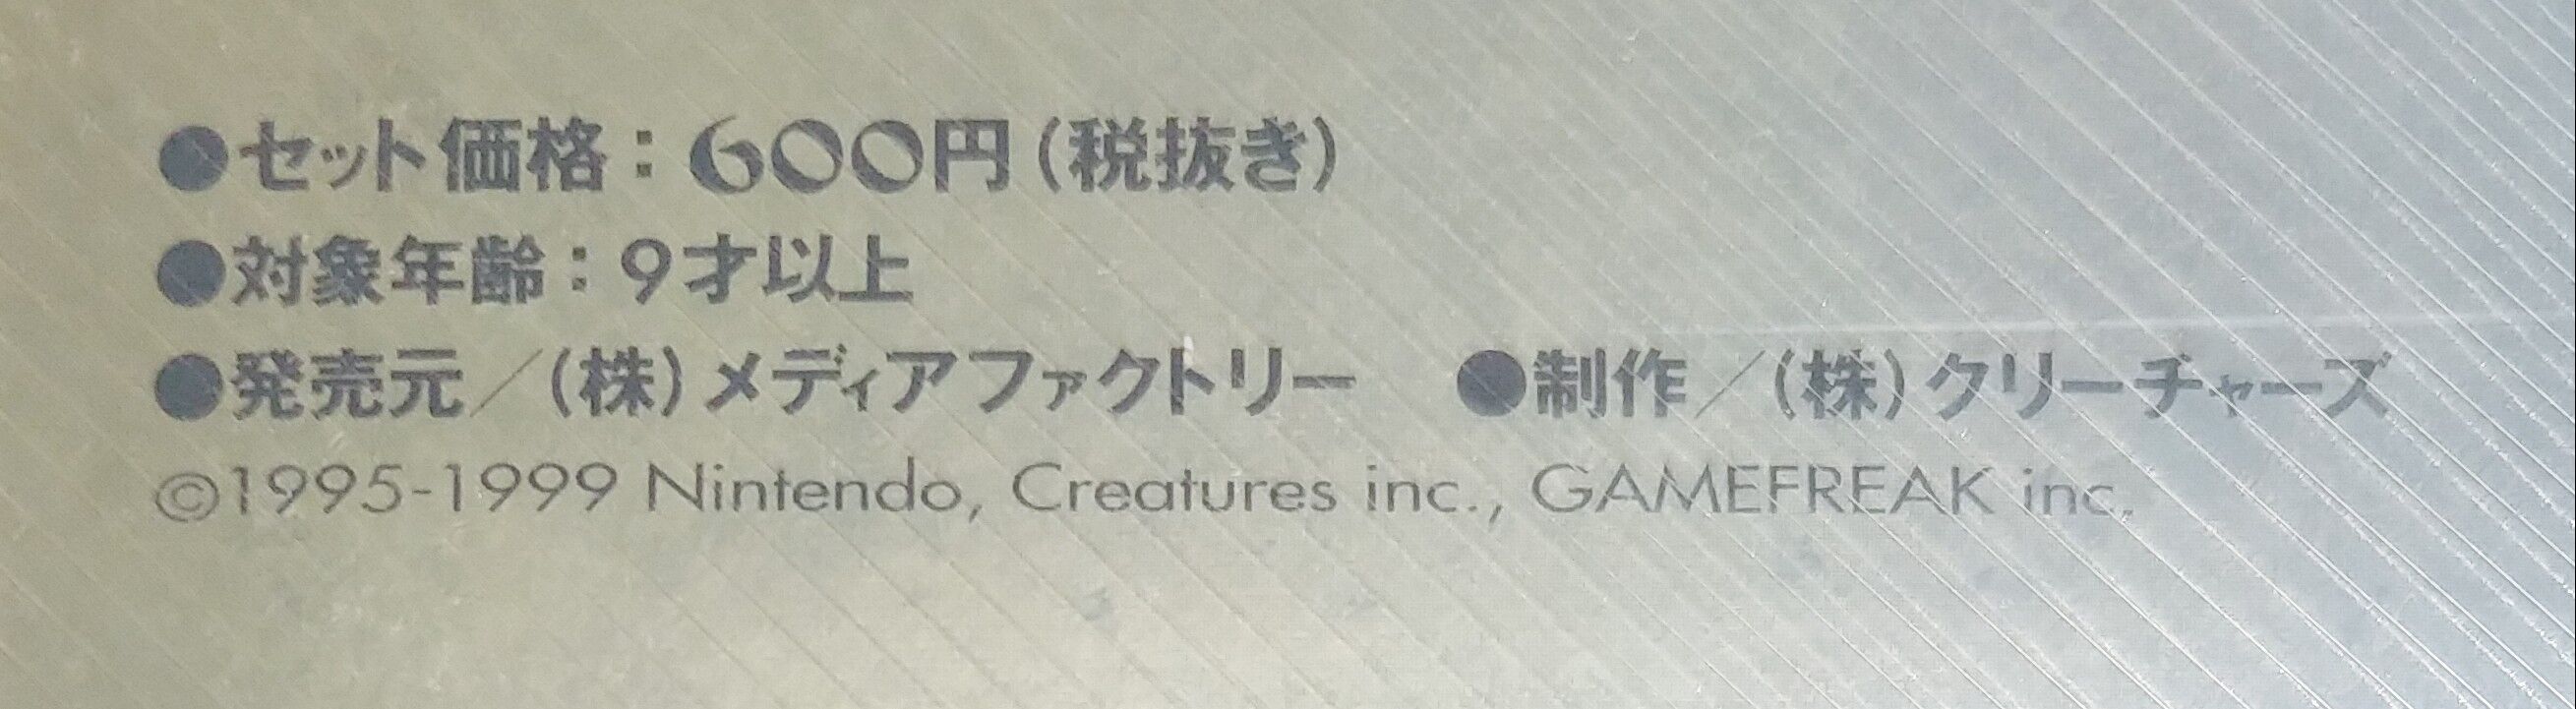 ●セット価格：600円（税抜き）
●対象年齢：9才以上
●発売元／（株）メディアファクトリー　●制作／（株）クリーチャーズ
©1995-1999 Nintendo, Creatures inc., GAMEFREAK inc.